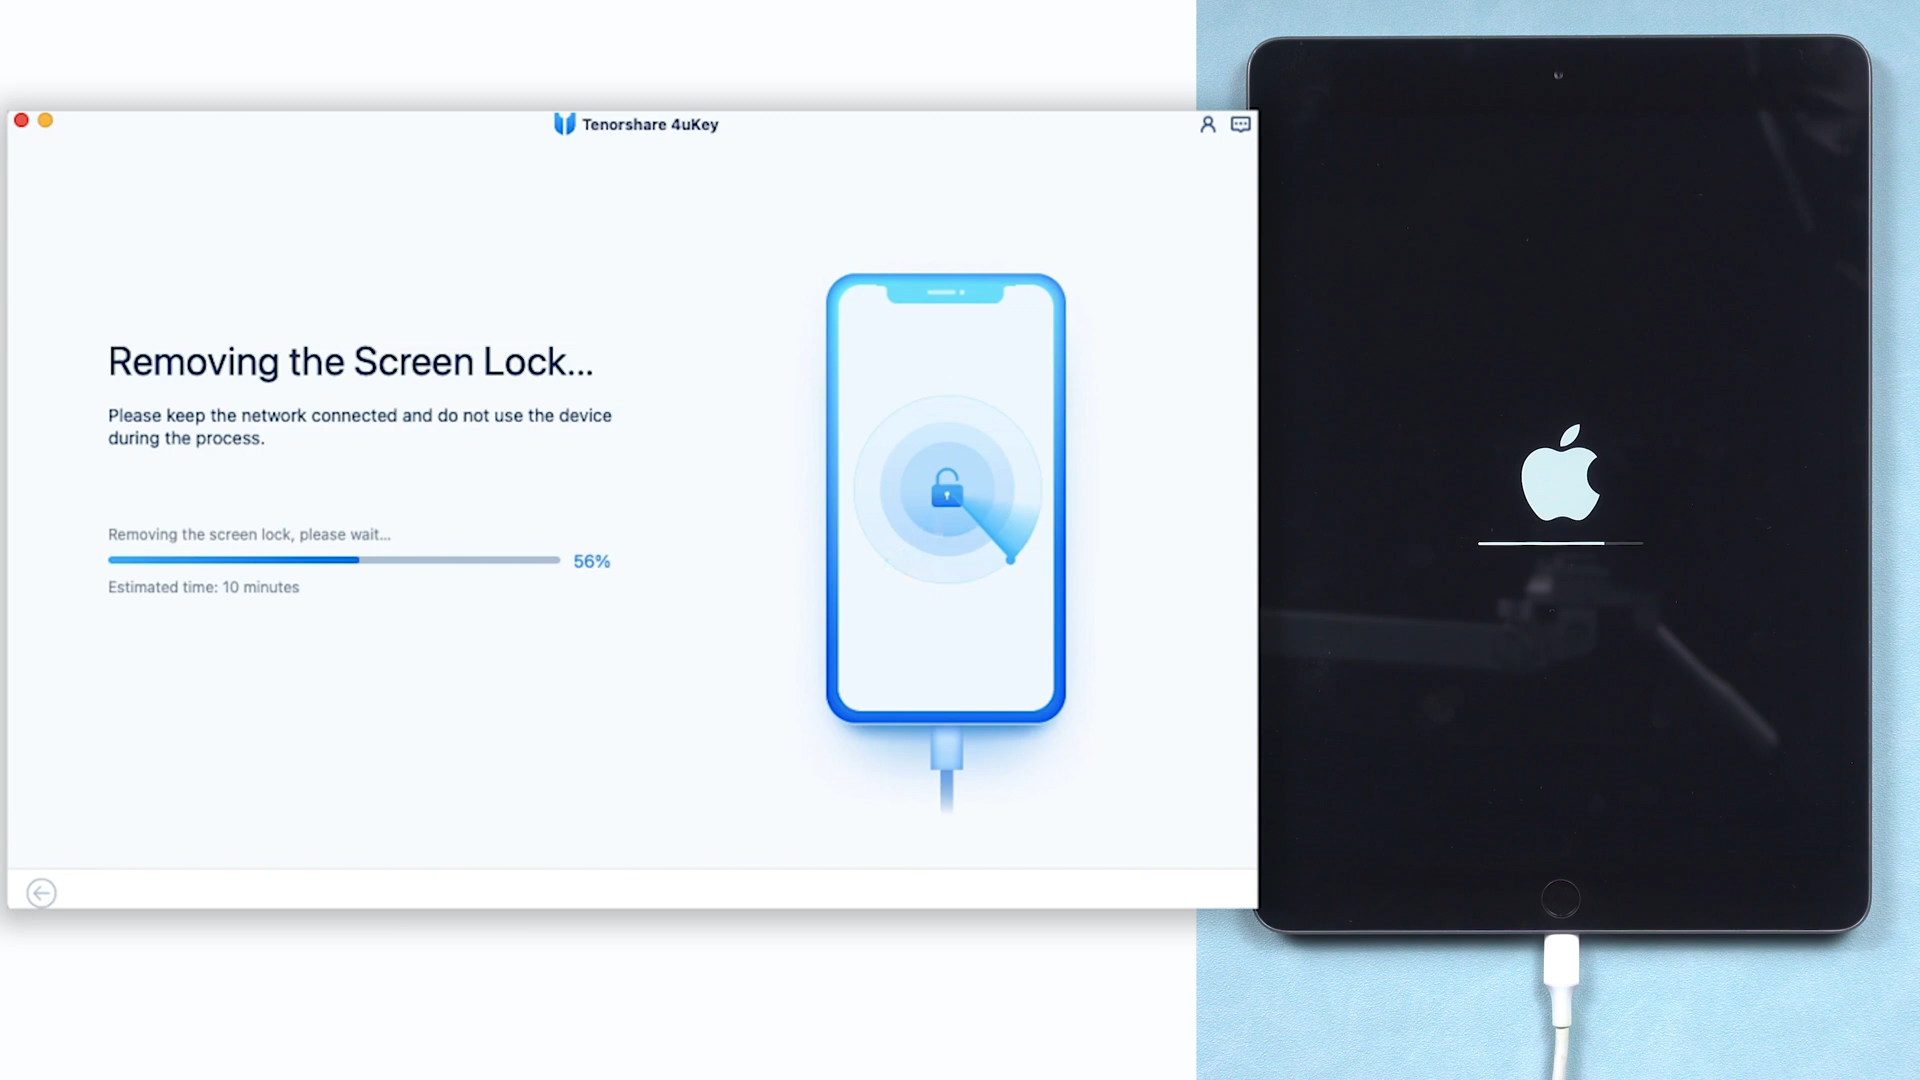 Tenorshare 4uKey
Removing the Screen Lock...
Please keep the network connected and do not use the device
during the process.
Removing the screen lock, please wait...
56%
Estimated time: 10 minutes